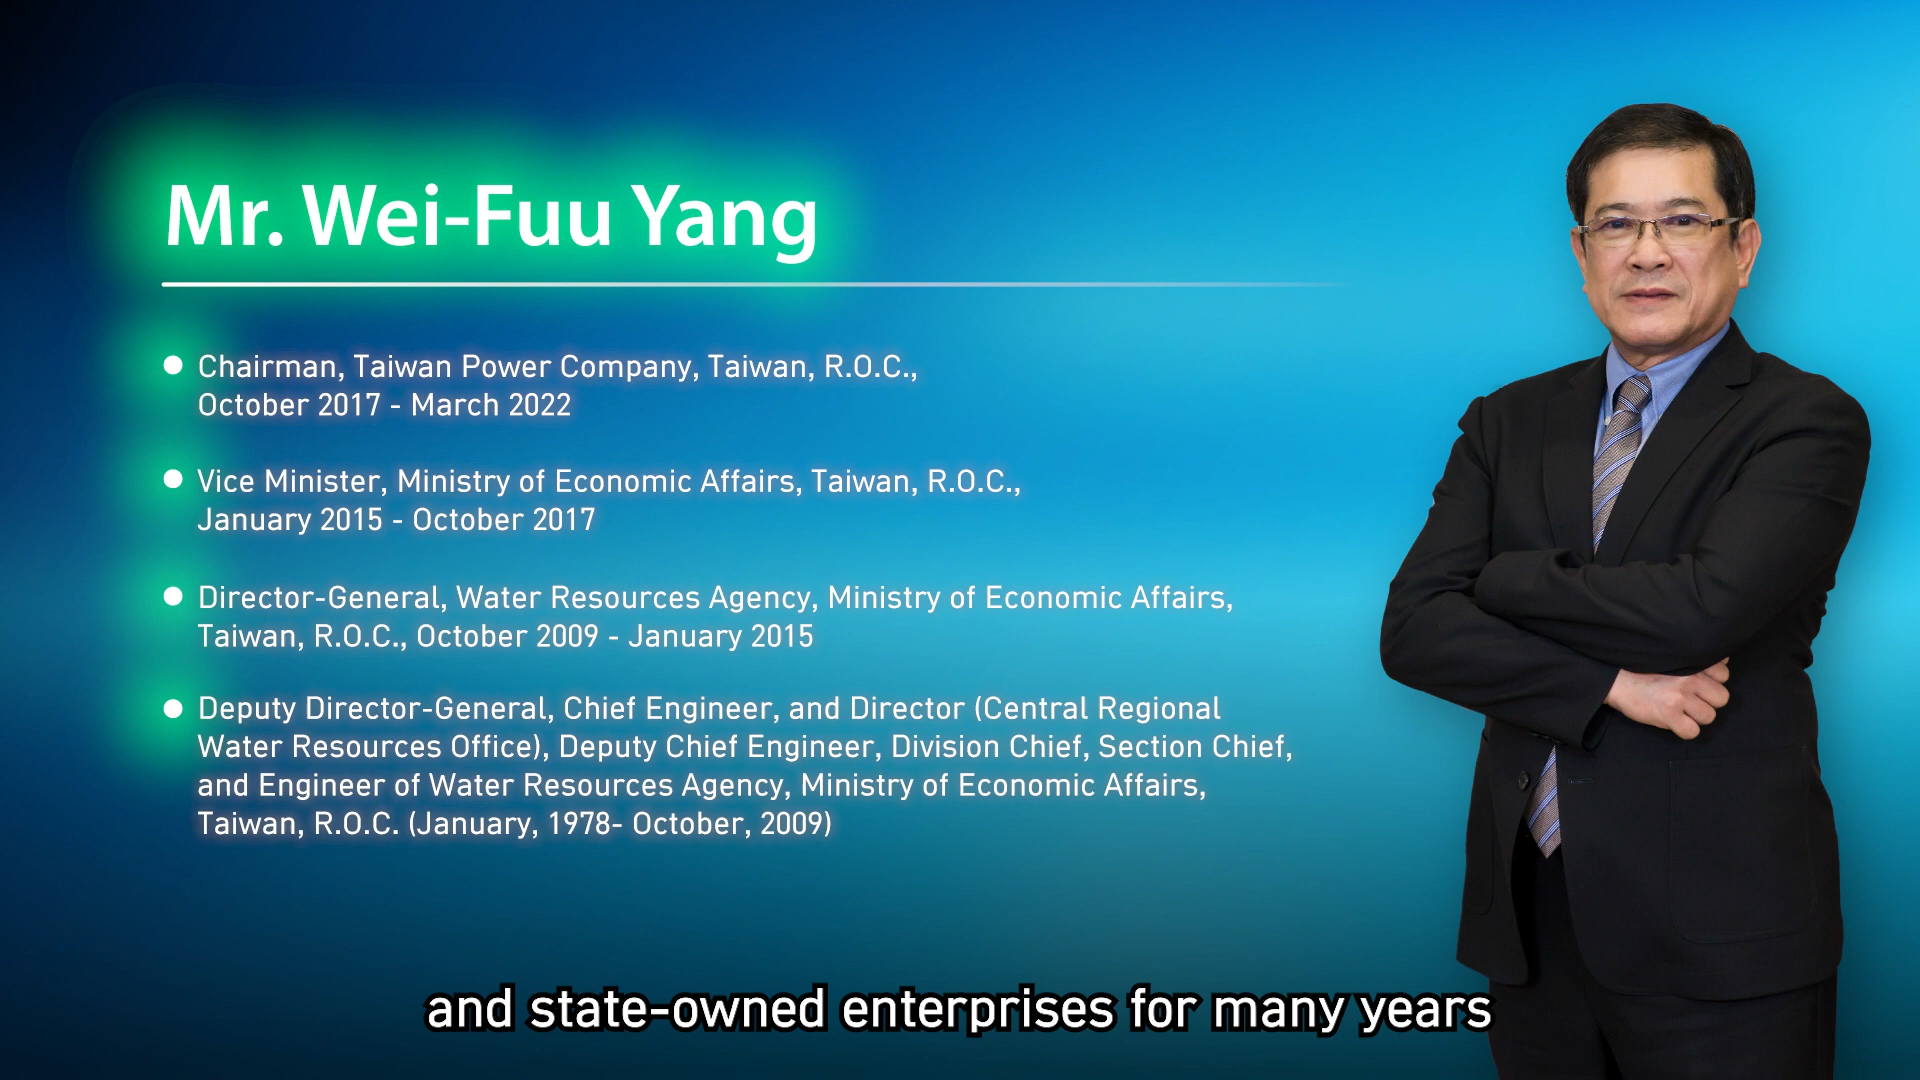 Mr. Wei-Fuu Yang
Chairman, Taiwan Power Company, Taiwan, R.O.C.,
October 2017 - March 2022
Vice Minister, Ministry of Economic Affairs, Taiwan, R.O.C.,
January 2015 - October 2017
Director-General, Water Resources Agency, Ministry of Economic Affairs,
Taiwan, R.O.C., October 2009 - January 2015
Deputy Director-General, Chief Engineer, and Director (Central Regional
Water Resources Office), Deputy Chief Engineer, Division Chief, Section Chief,
and Engineer of Water Resources Agency, Ministry of Economic Affairs,
Taiwan, R.O.C. (January, 1978- October, 2009)
and state-owned enterprises for many years